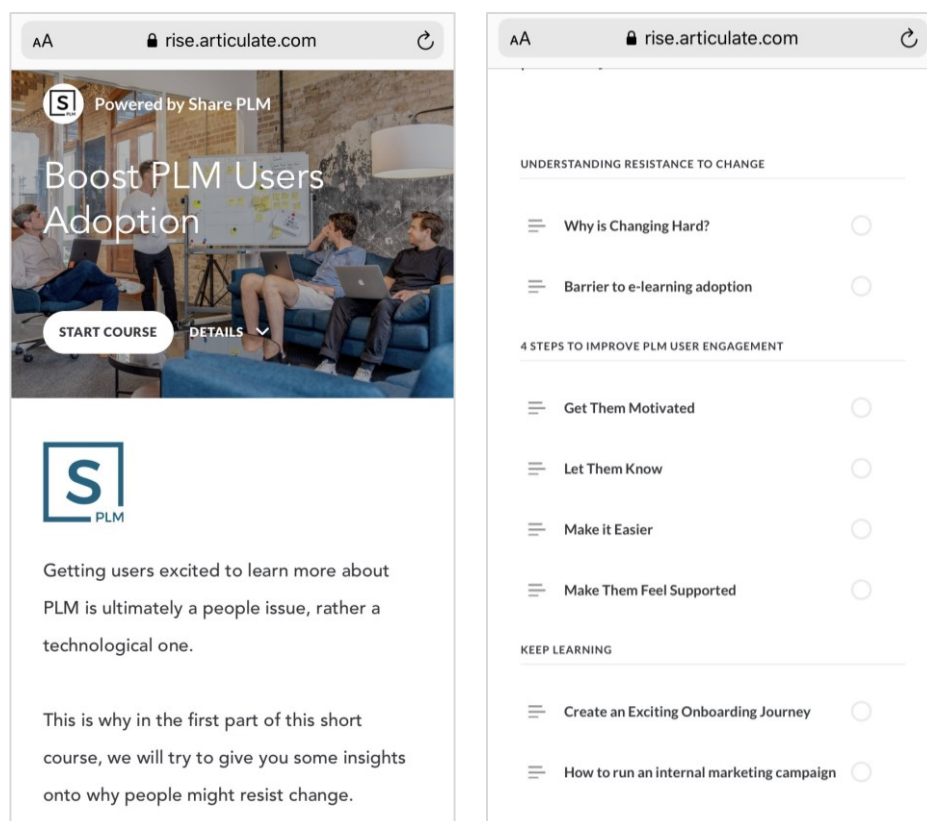 AA rise.articulate.com
S PLM Powered by Share PLM
Boost PLM Users
Adoption
START COURSE DETAILS
S
PLM
Getting users excited to learn more about
PLM is ultimately a people issue, rather a
technological one.
This is why in the first part of this short
course, we will try to give you some insights
onto why people might resist change.
AA rise.articulate.com
UNDERSTANDING RESISTANCE TO CHANGE
Why is Changing Hard?
Barrier to e-learning adoption
4 STEPS TO IMPROVE PLM USER ENGAGEMENT
Get Them Motivated
Let Them Know
Make it Easier
Make Them Feel Supported
KEEP LEARNING
Create an Exciting Onboarding Journey
How to run an internal marketing campaign